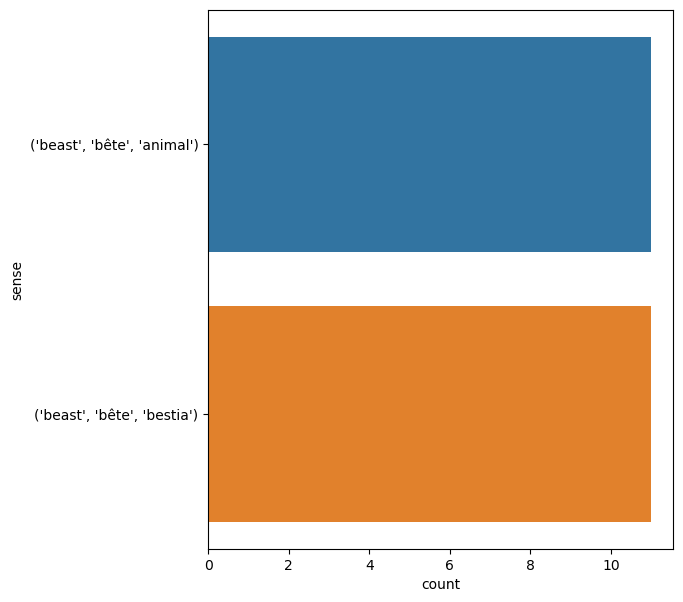 ('beast', 'bête', 'animal')
sense
('beast', 'bête', 'bestia')
0 2 4 6 8 10
count